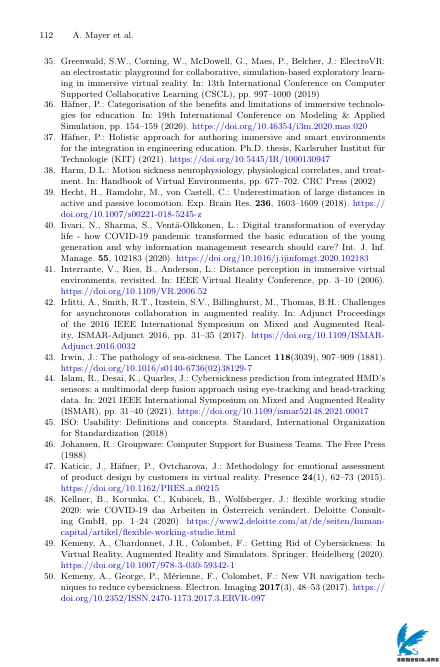 112 A. Mayer et al.
35. Greenwald, S.W., Corning, W., McDowell, G., Maes, P., Belcher, J.: ElectroVR:
an electrostatic playground for collaborative, simulation-based exploratory learn-
ing in immersive virtual reality. In: 13th International Conference on Computer
Supported Collaborative Learning (CSCL), pp. 997–1000 (2019)
36. Häfner, P.: Categorisation of the benefits and limitations of immersive technolo-
gies for education. In: 19th International Conference on Modeling & Applied
Simulation, pp. 154–159 (2020). https://doi.org/10.46354/i3m.2020.mas.020
37. Häfner, P.: Holistic approach for authoring immersive and smart environments
for the integration in engineering education. Ph.D. thesis, Karlsruher Institut für
Technologie (KIT) (2021). https://doi.org/10.5445/IR/1000130947
38. Harm, D.L.: Motion sickness neurophysiology, physiological correlates, and treat-
ment. In: Handbook of Virtual Environments, pp. 677–702. CRC Press (2002)
39. Hecht, H., Ramdohr, M., von Castell, C.: Underestimation of large distances in
active and passive locomotion. Exp. Brain Res. 236, 1603–1609 (2018). https://
doi.org/10.1007/s00221-018-5245-z
40. Iivari, N., Sharma, S., Ventä-Olkkonen, L.: Digital transformation of everyday
life - how COVID-19 pandemic transformed the basic education of the young
generation and why information management research should care? Int. J. Inf.
Manage. 55, 102183 (2020). https://doi.org/10.1016/j.ijinfomgt.2020.102183
41. Interrante, V., Ries, B., Anderson, L.: Distance perception in immersive virtual
environments, revisited. In: IEEE Virtual Reality Conference, pp. 3–10 (2006).
https://doi.org/10.1109/VR.2006.52
42. Irlitti, A., Smith, R.T., Itzstein, S.V., Billinghurst, M., Thomas, B.H.: Challenges
for asynchronous collaboration in augmented reality. In: Adjunct Proceedings
of the 2016 IEEE International Symposium on Mixed and Augmented Real-
ity, ISMAR-Adjunct 2016, pp. 31–35 (2017). https://doi.org/10.1109/ISMAR-
Adjunct.2016.0032
43. Irwin, J.: The pathology of sea-sickness. The Lancet 118(3039), 907–909 (1881).
https://doi.org/10.1016/s0140-6736(02)38129-7
44. Islam, R., Desai, K., Quarles, J.: Cybersickness prediction from integrated HMD's
sensors: a multimodal deep fusion approach using eye-tracking and head-tracking
data. In: 2021 IEEE International Symposium on Mixed and Augmented Reality
(ISMAR), pp. 31–40 (2021). https://doi.org/10.1109/ismar52148.2021.00017
45. ISO: Usability: Definitions and concepts. Standard, International Organization
for Standardization (2018)
46. Johansen, R.: Groupware: Computer Support for Business Teams. The Free Press
(1988)
47. Katicic, J., Häfner, P., Ovtcharova, J.: Methodology for emotional assessment
of product design by customers in virtual reality. Presence 24(1), 62–73 (2015).
https://doi.org/10.1162/PRES_a_00215
48. Kellner, B., Korunka, C., Kubicek, B., Wolfsberger, J.: flexible working studie
2020: wie COVID-19 das Arbeiten in Österreich verändert. Deloitte Consult-
ing GmbH, pp. 1–24 (2020). https://www2.deloitte.com/at/de/seiten/human-
capital/artikel/flexible-working-studie.html
49. Kemeny, A., Chardonnet, J.R., Colombet, F.: Getting Rid of Cybersickness: In
Virtual Reality, Augmented Reality and Simulators. Springer, Heidelberg (2020).
https://doi.org/10.1007/978-3-030-59342-1
50. Kemeny, A., George, P., Mérienne, F., Colombet, F.: New VR navigation tech-
niques to reduce cybersickness. Electron. Imaging 2017(3), 48–53 (2017). https://
doi.org/10.2352/ISSN.2470-1173.2017.3.ERVR-097